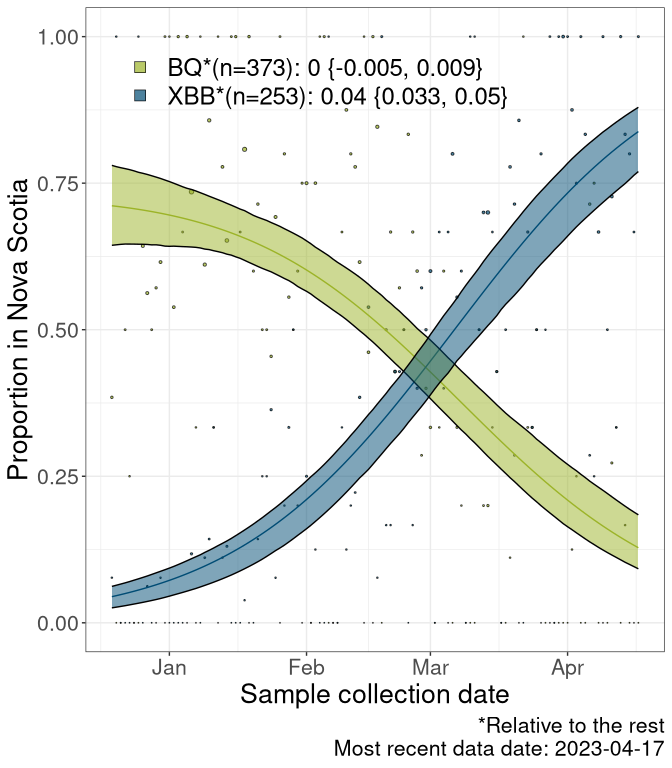 1.00
0.75
0.50
0.25
0.00
Proportion in Nova Scotia
BQ*(n=373): 0 {-0.005, 0.009}
XBB*(n=253): 0.04 {0.033, 0.05}
Jan Feb Mar Apr
Sample collection date
*Relative to the rest
Most recent data date: 2023-04-17